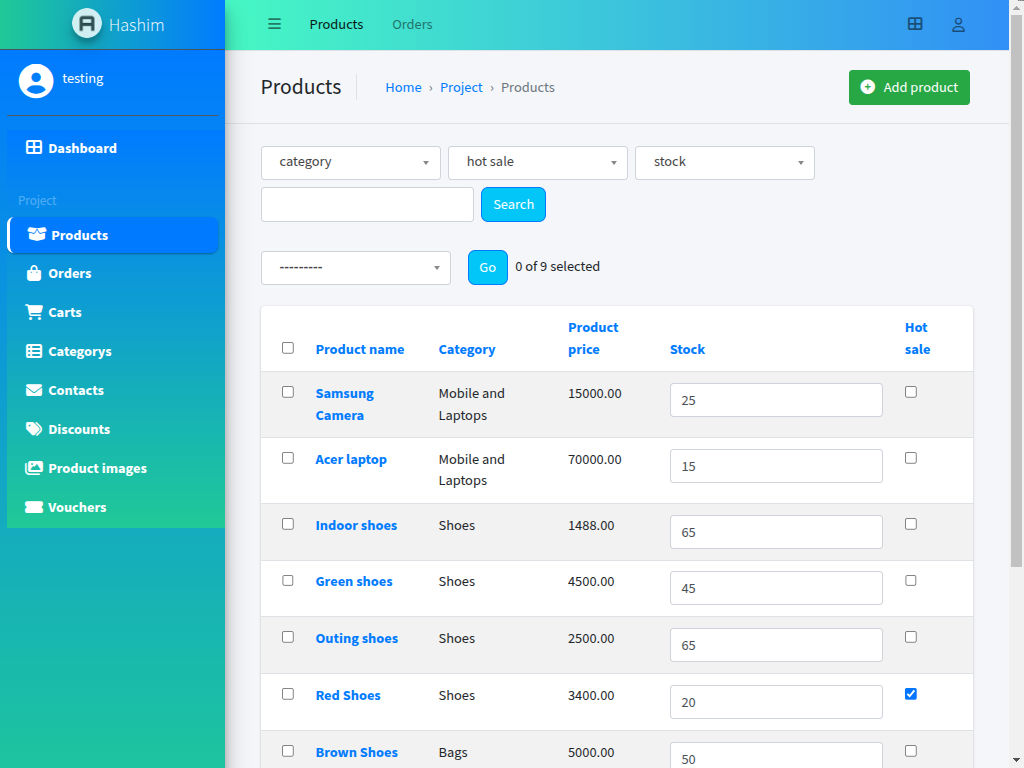 Hashim
Products
Orders
testing
Dashboard
Project
Products
Orders
Carts
Categorys
Contacts
Discounts
Product images
Vouchers
Products
Home › Project › Products
Add product
category
hot sale
stock
Search
---------
Go
0 of 9 selected
Product name
Category
Product
price
Stock
Hot
sale
Samsung
Camera
Mobile and
Laptops
15000.00
25
Acer laptop
Mobile and
Laptops
70000.00
15
Indoor shoes
Shoes
1488.00
65
Green shoes
Shoes
4500.00
45
Outing shoes
Shoes
2500.00
65
Red Shoes
Shoes
3400.00
20
Brown Shoes
Bags
5000.00
50